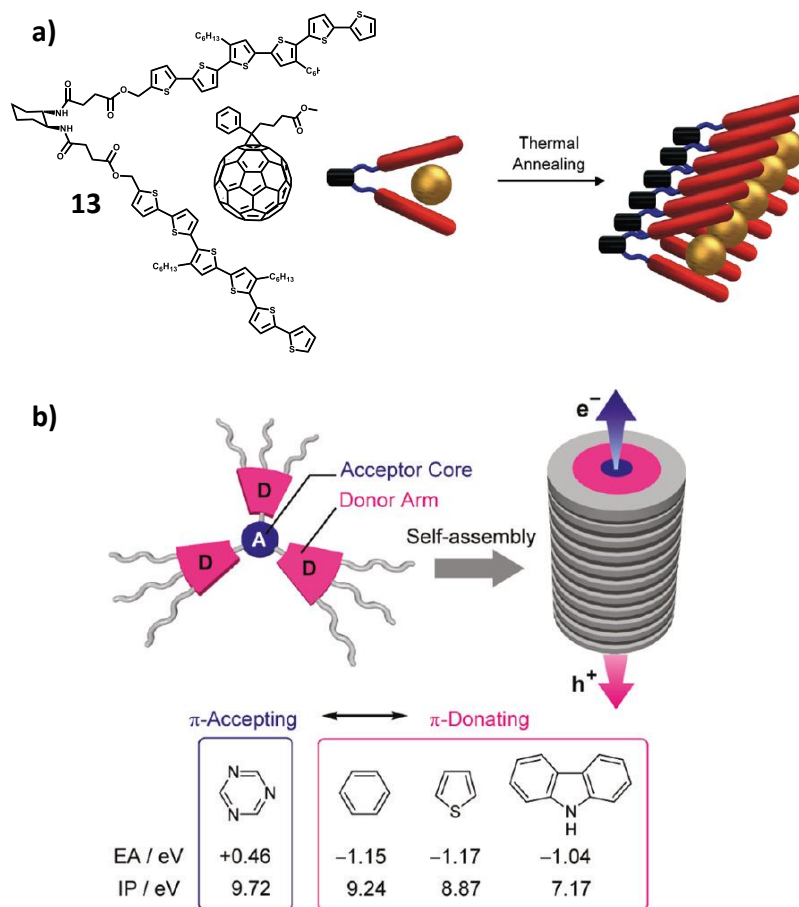 a)
C₆H₁₃
S
S
S
S
S
S
C₆H
O
NH
O
O
NH
O
O
O
O
O
13
S
S
S
C₆H₁₃
S
C₆H₁₃
S
S
Thermal
Annealing
b)
D
Acceptor Core
Donor Arm
A
D
D
Self-assembly
e⁻
h⁺
π-Accepting
π-Donating
N
N
N
S
N
H
EA / eV +0.46 −1.15 −1.17 −1.04
IP / eV 9.72 9.24 8.87 7.17